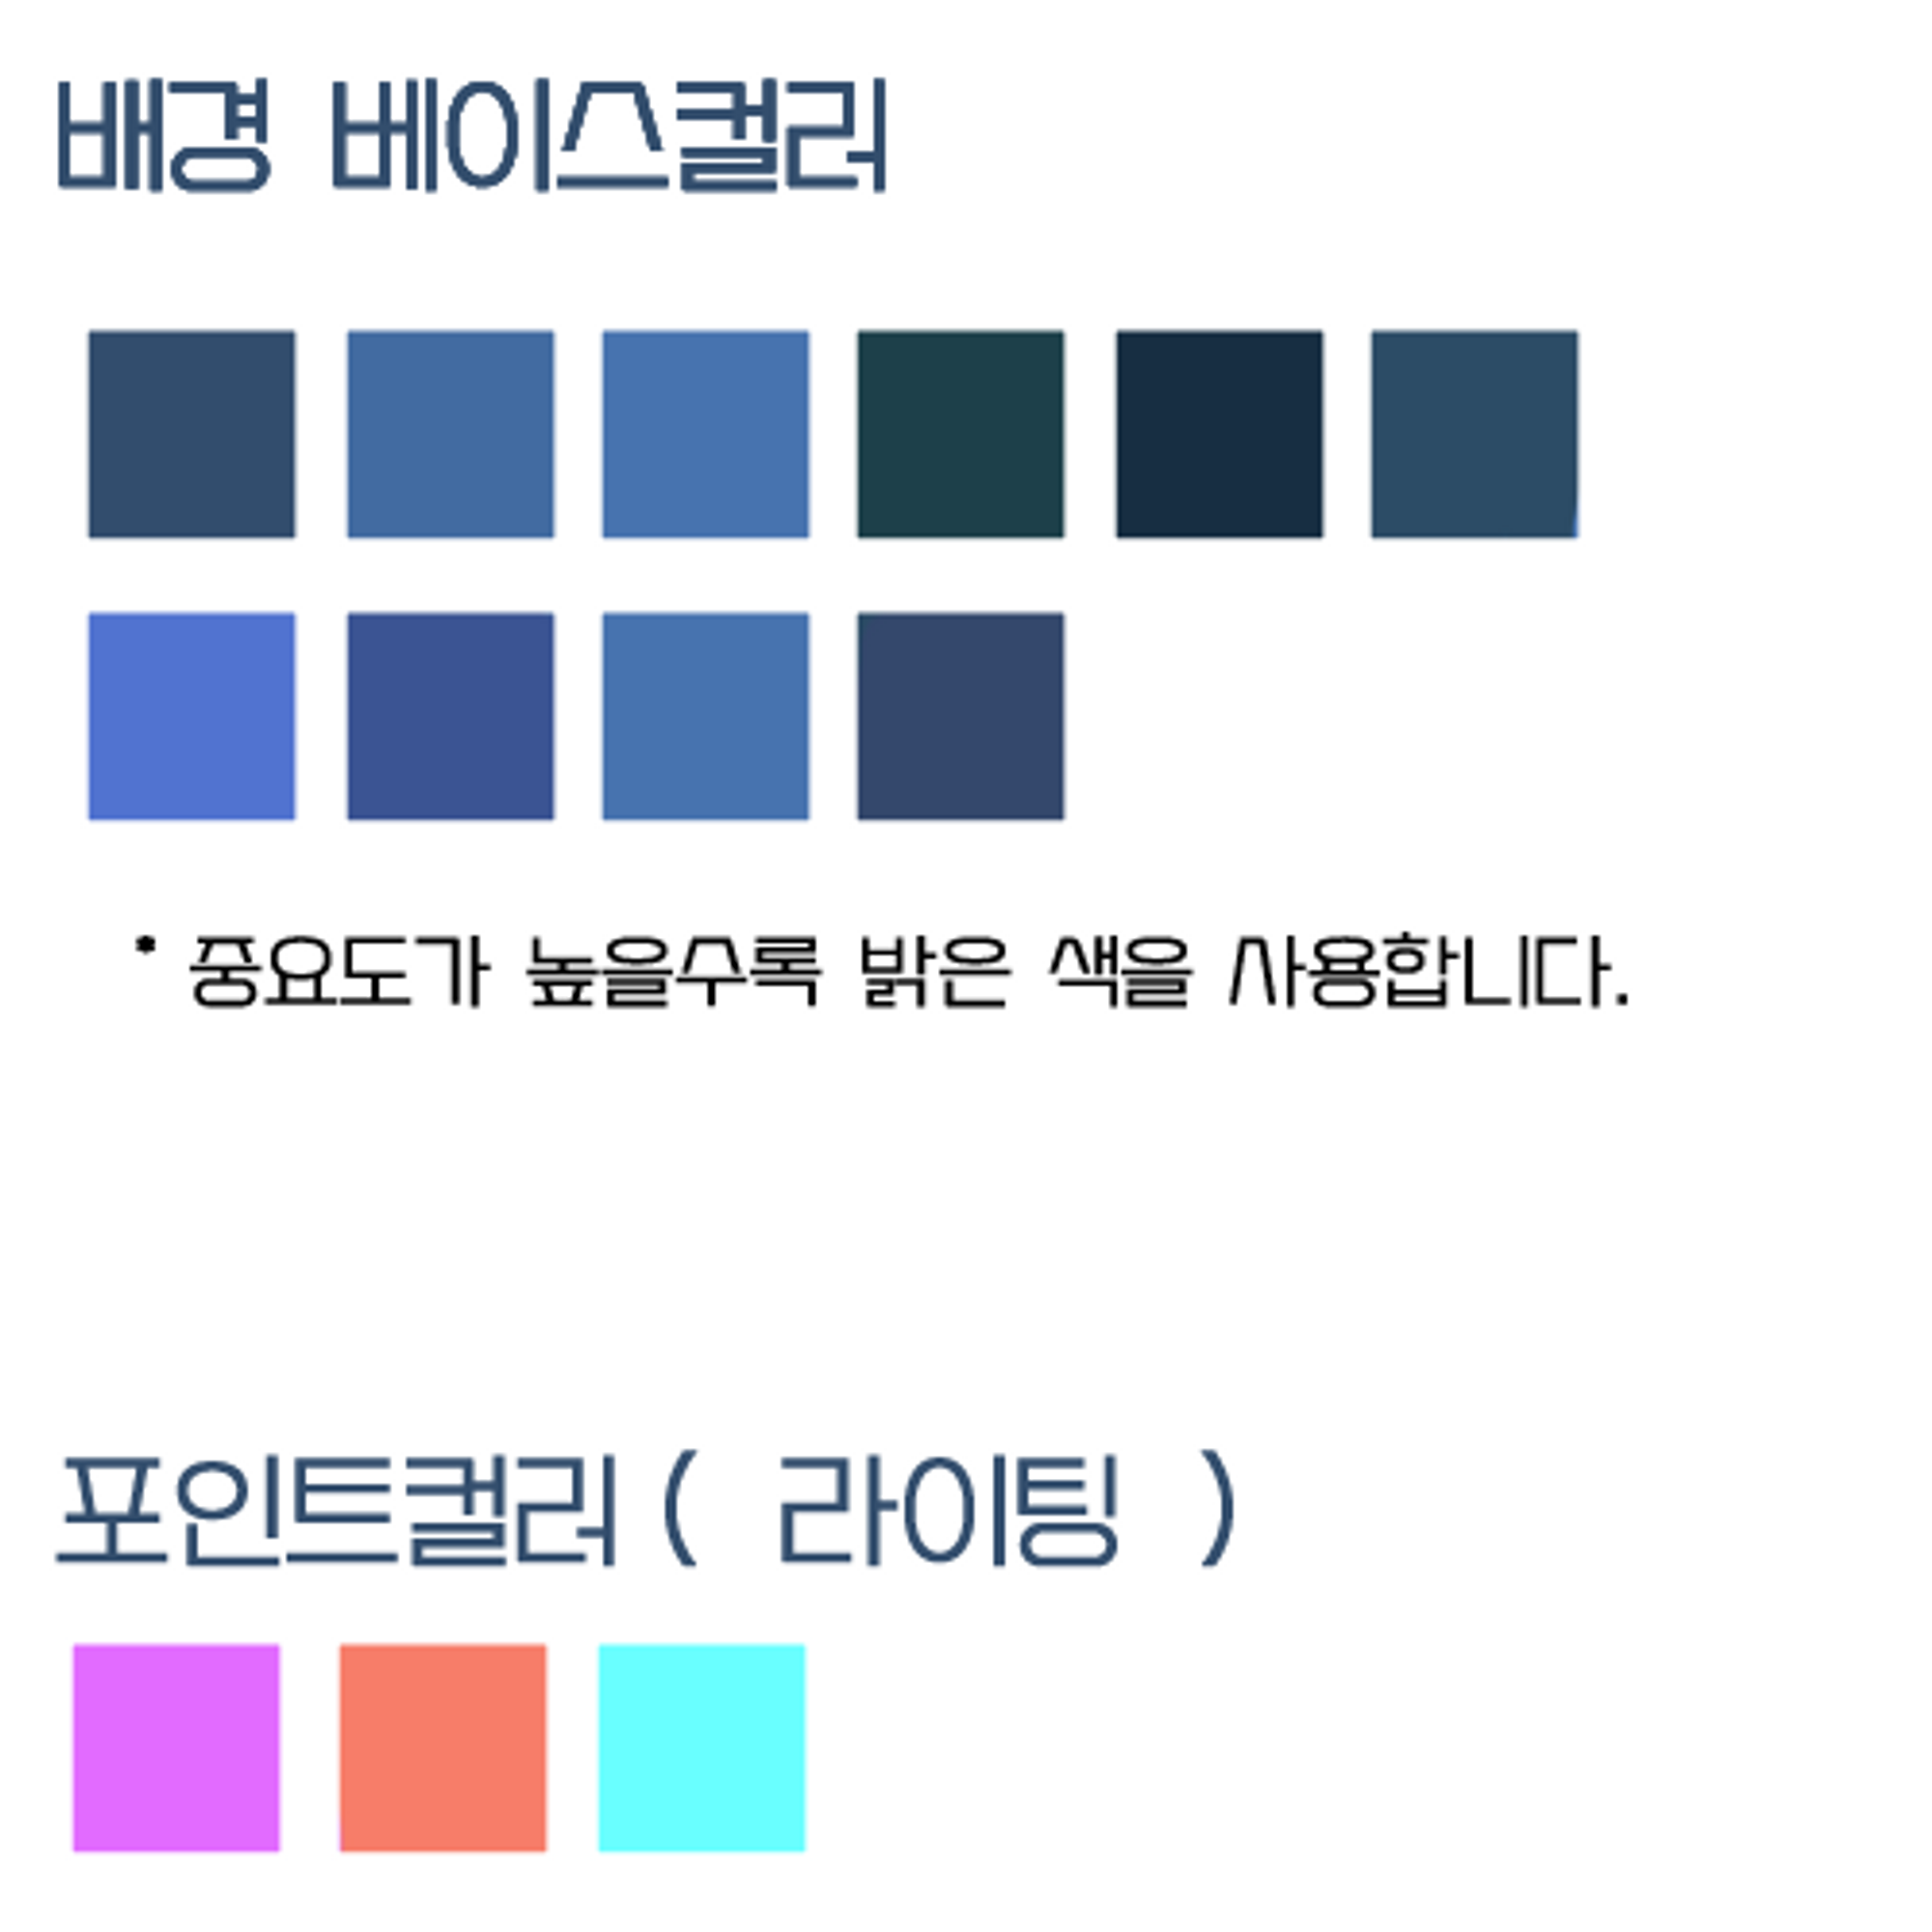 배경 베이스컬러
* 중요도가 높을수록 밝은 색을 사용합니다.
포인트컬러( 라이팅 )